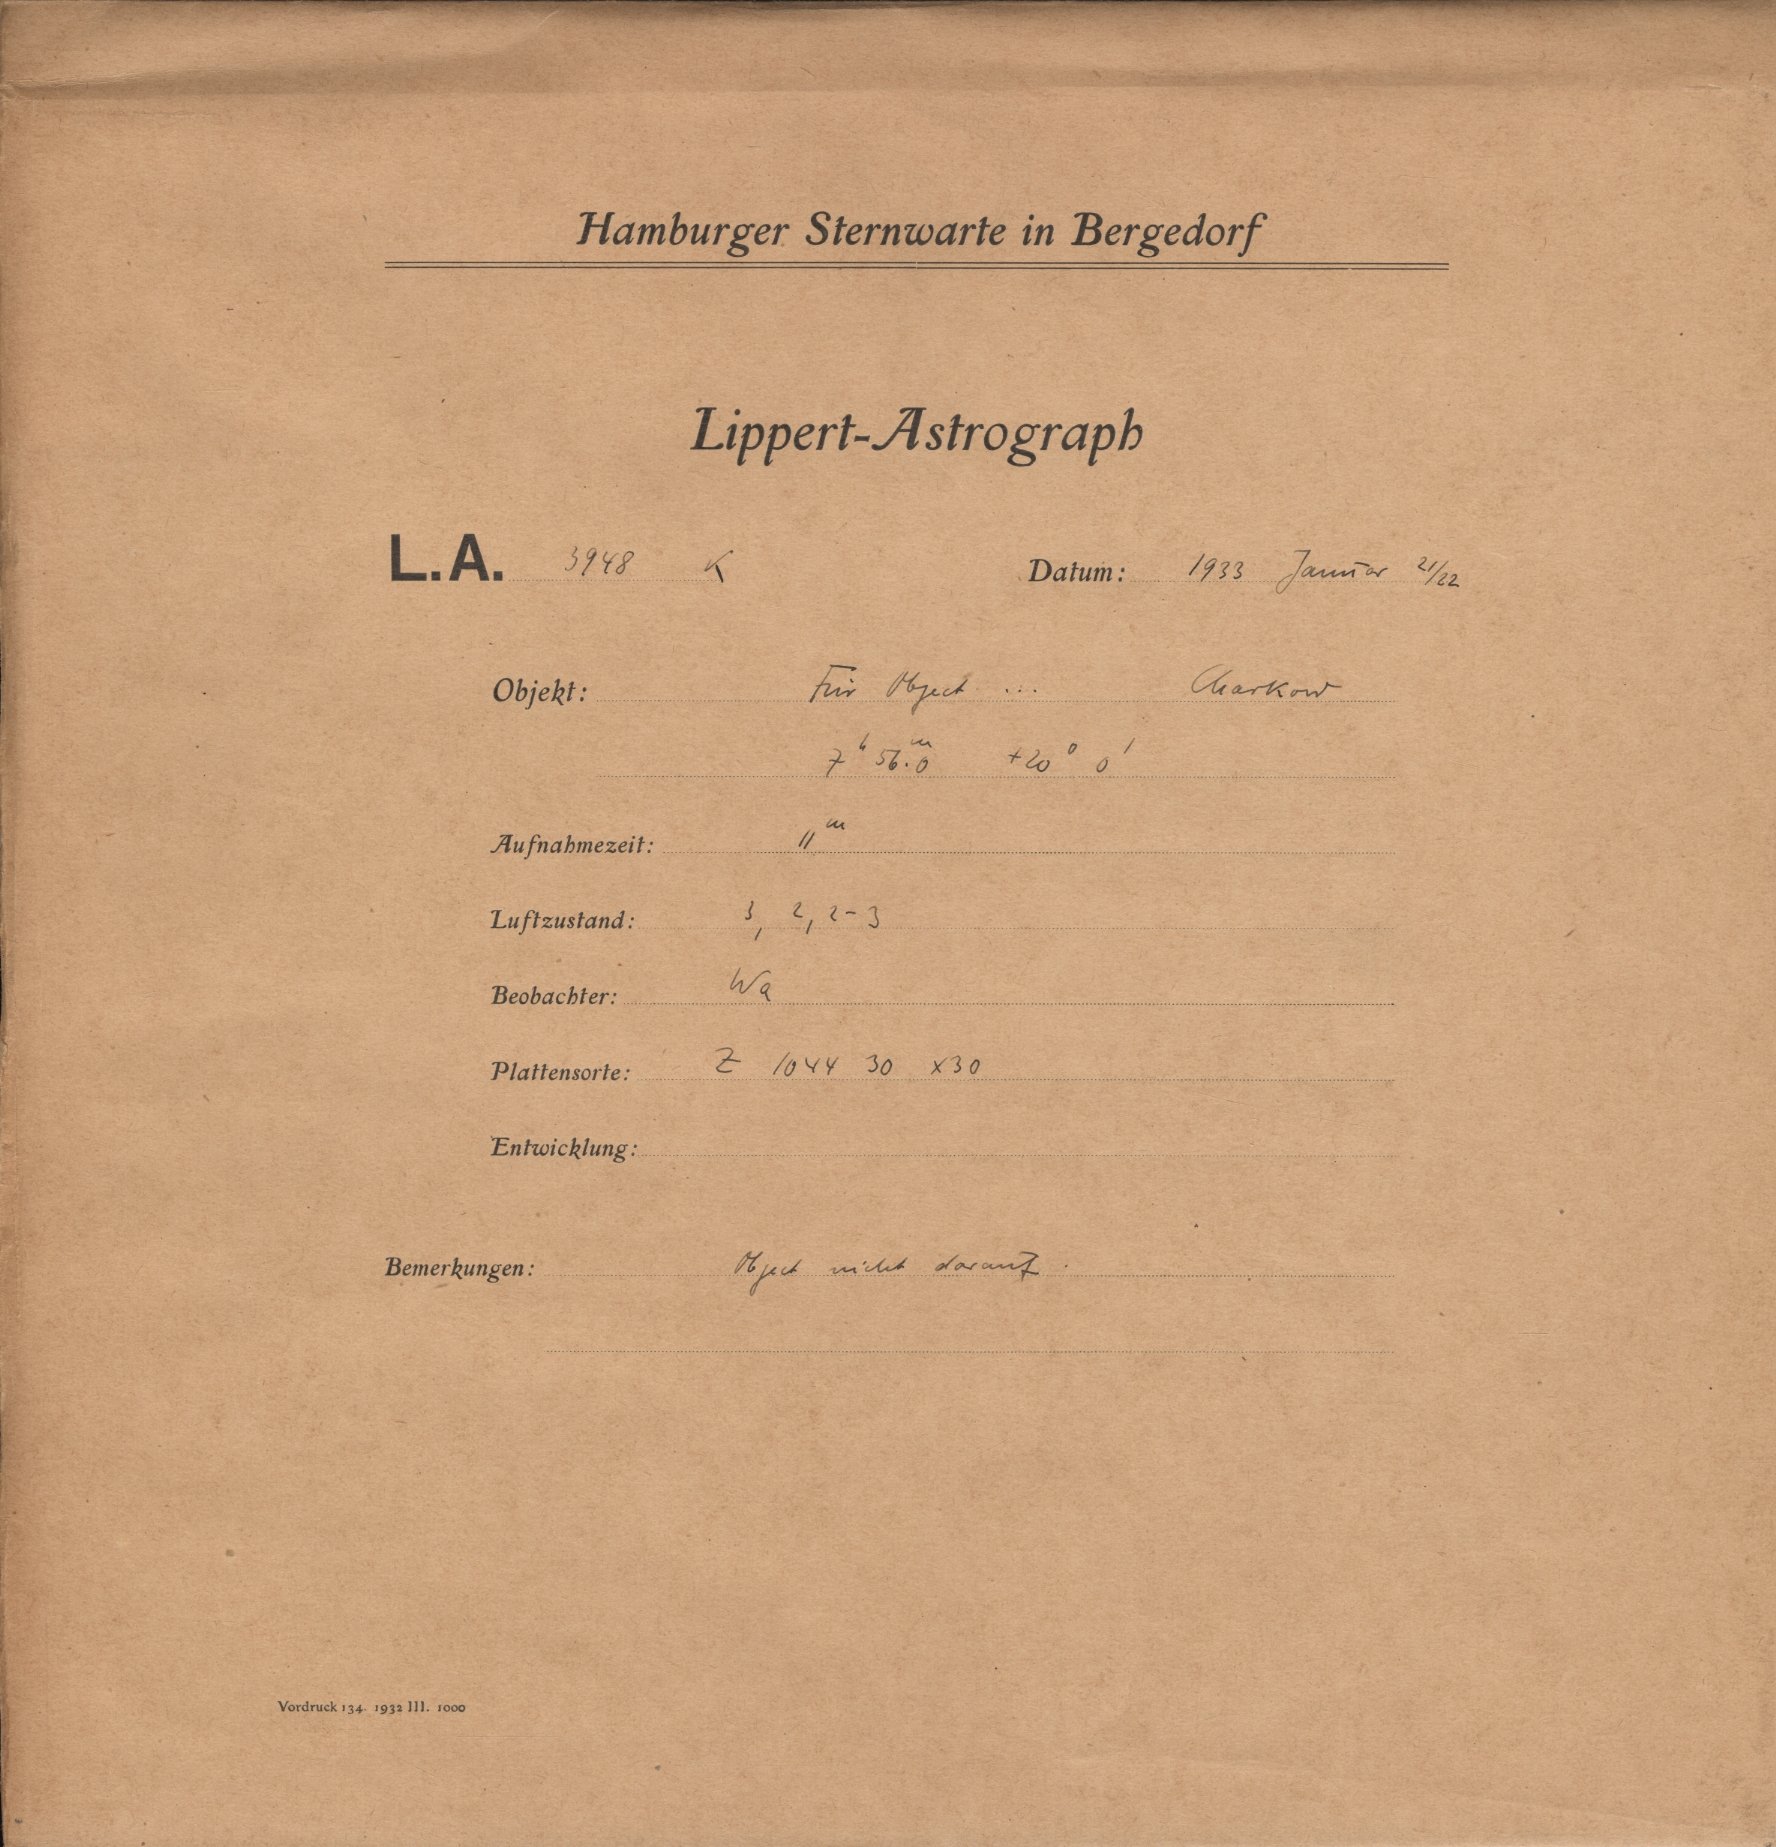 Hamburger Sternwarte in Bergedorf
Lippert-Astrograph
L.A. 3948 K Datum: 1933 Januar 21/22
Objekt: Für Object ... Charkow
7ʰ 56.ᵐ0 +20° 0'
Aufnahmezeit: 11ᵐ
Luftzustand: 3, 2, 2-3
Beobachter: Wa
Plattensorte: Z 1044 30 x30
Entwicklung:
Bemerkungen: Object nicht darauf.
Vordruck 134. 1932 III. 1000